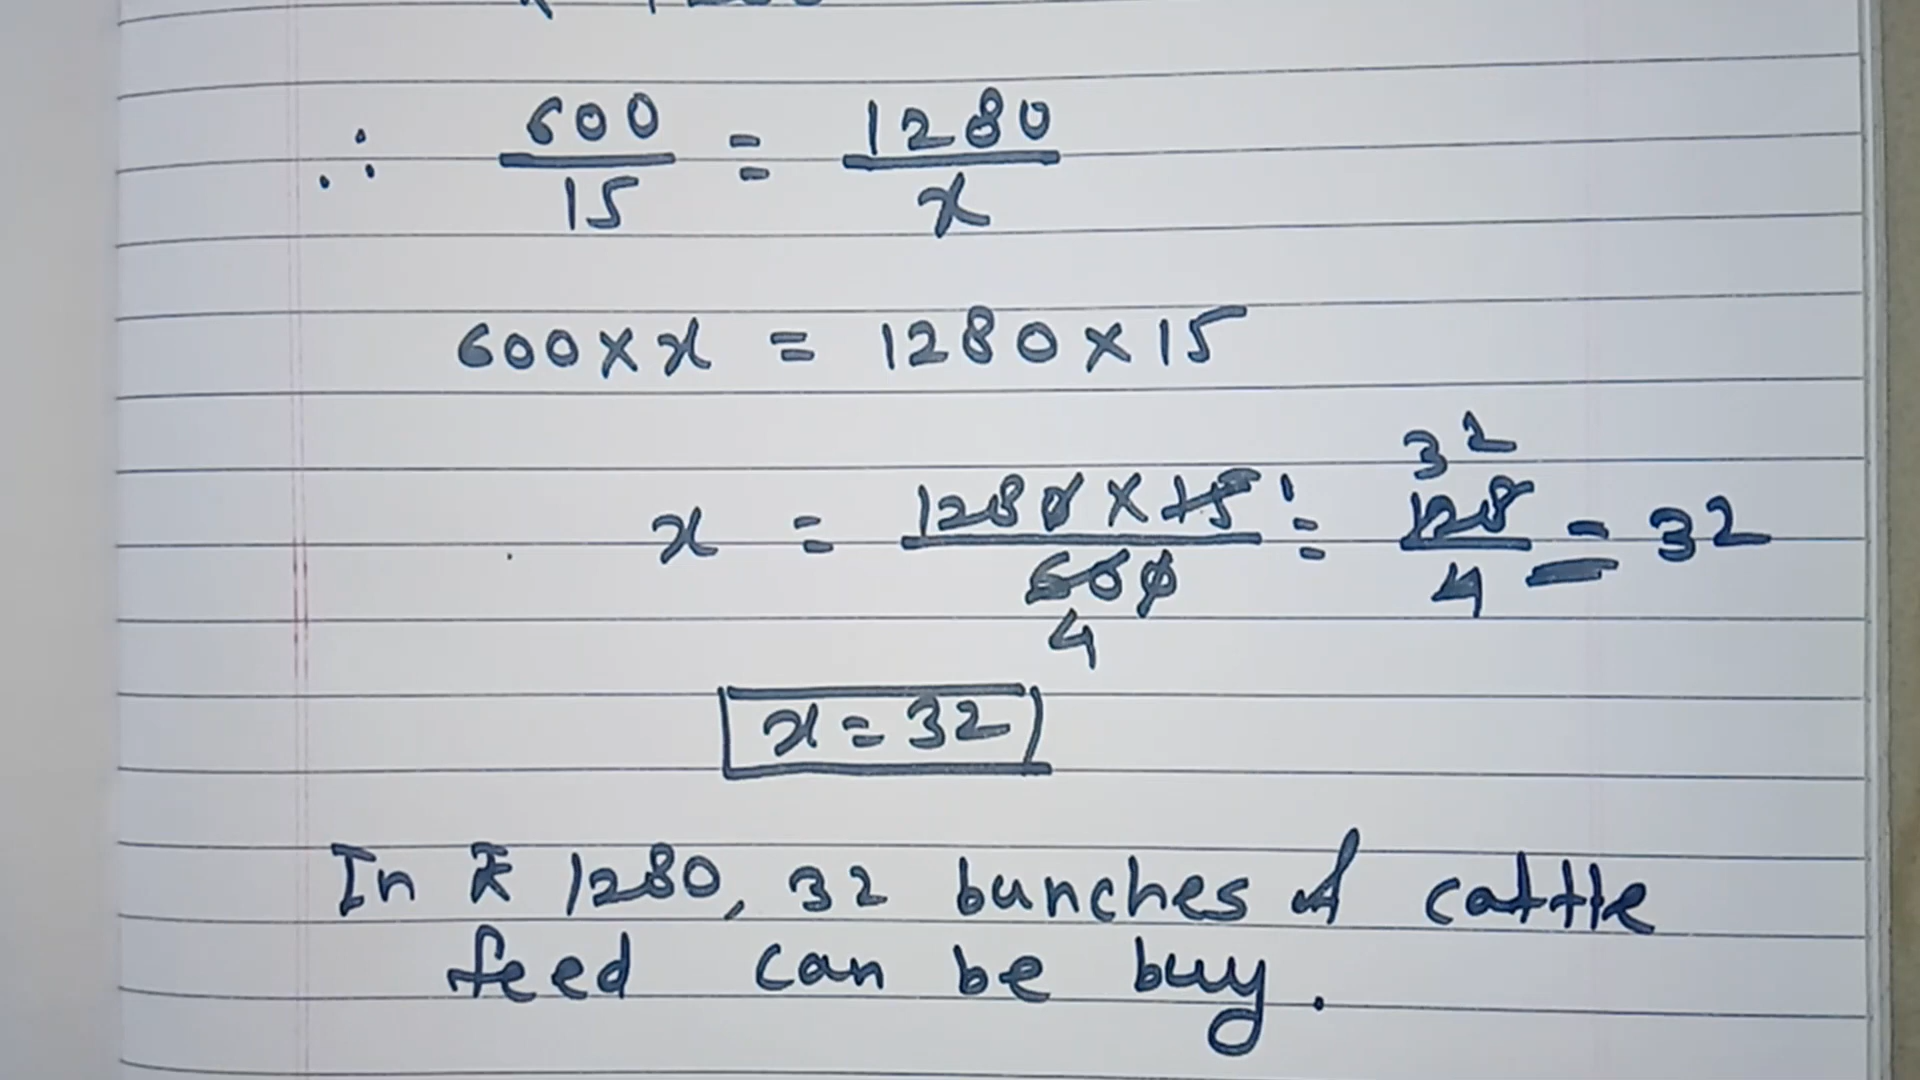 ∴ 600/15 = 1280/x
600 × x = 1280 × 15
x = 1280 × 15/600 = 128/4 = 32
x = 32
In ₹ 1280, 32 bunches of cattle
feed can be buy.